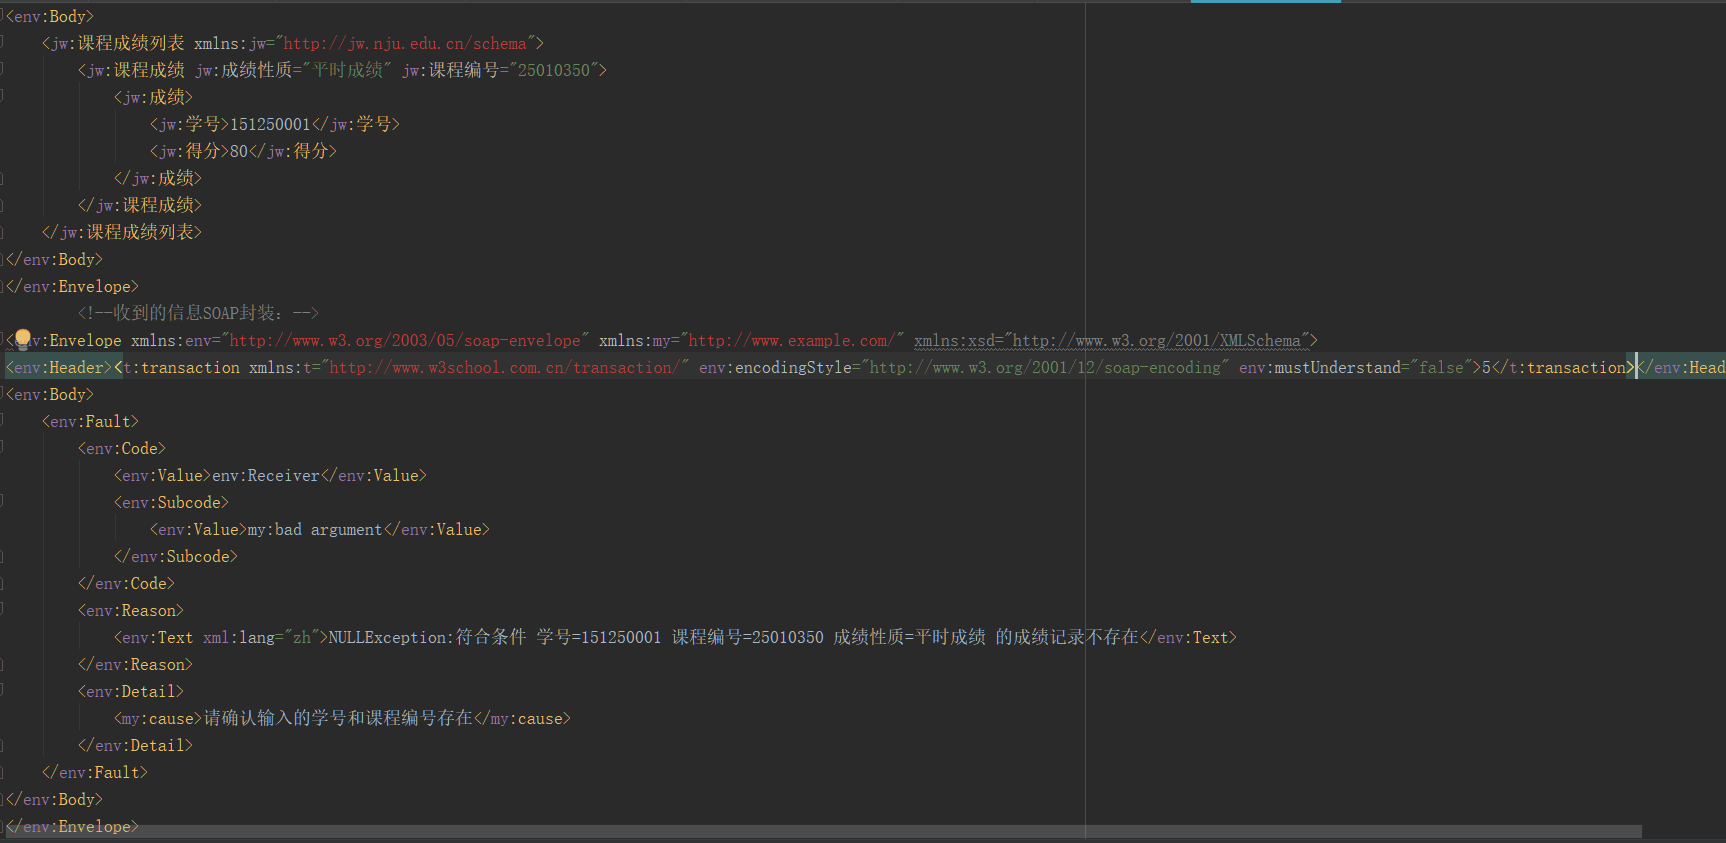 <env:Body>
<jw:课程成绩列表 xmlns:jw="http://jw.nju.edu.cn/schema">
<jw:课程成绩 jw:成绩性质="平时成绩" jw:课程编号="25010350">
<jw:成绩>
<jw:学号>151250001</jw:学号>
<jw:得分>80</jw:得分>
</jw:成绩>
</jw:课程成绩>
</jw:课程成绩列表>
</env:Body>
</env:Envelope>
<!--收到的信息SOAP封装: -->
<env:Envelope xmlns:env="http://www.w3.org/2003/05/soap-envelope" xmlns:my="http://www.example.com/" xmlns:xsd="http://www.w3.org/2001/XMLSchema">
<env:Header><t:transaction xmlns:t="http://www.w3school.com.cn/transaction/" env:encodingStyle="http://www.w3.org/2001/12/soap-encoding" env:mustUnderstand="false">5</t:transaction></env:Head
<env:Body>
<env:Fault>
<env:Code>
<env:Value>env:Receiver</env:Value>
<env:Subcode>
<env:Value>my:bad argument</env:Value>
</env:Subcode>
</env:Code>
<env:Reason>
<env:Text xml:lang="zh">NULLException:符合条件 学号=151250001 课程编号=25010350 成绩性质=平时成绩 的成绩记录不存在</env:Text>
</env:Reason>
<env:Detail>
<my:cause>请确认输入的学号和课程编号存在</my:cause>
</env:Detail>
</env:Fault>
</env:Body>
</env:Envelope>